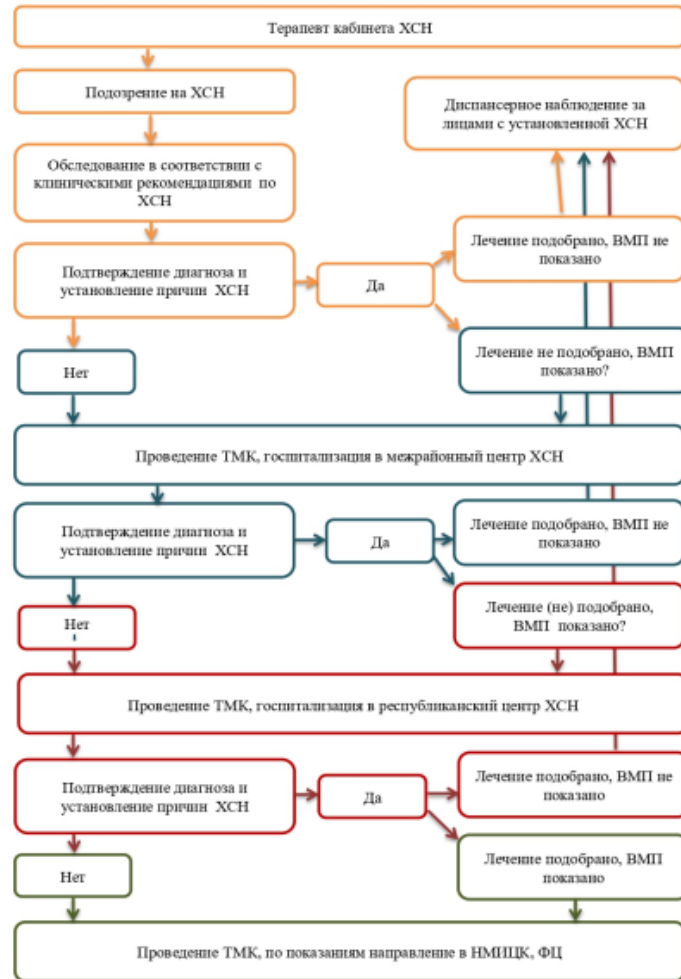 Терапевт кабинета ХСН
Подозрение на ХСН
Диспансерное наблюдение за
лицами с установленной ХСН
Обследование в соответствии с
клиническими рекомендациями по
ХСН
Подтверждение диагноза и
установление причин ХСН
Да
Лечение подобрано, ВМП не
показано
Лечение не подобрано, ВМП
показано?
Нет
Проведение ТМК, госпитализация в межрайонный центр ХСН
Подтверждение диагноза и
установление причин ХСН
Да
Лечение подобрано, ВМП не
показано
Лечение (не) подобрано,
ВМП показано?
Нет
Проведение ТМК, госпитализация в республиканский центр ХСН
Подтверждение диагноза и
установление причин ХСН
Да
Лечение подобрано, ВМП не
показано
Лечение подобрано, ВМП
показано
Нет
Проведение ТМК, по показаниям направление в НМИЦК, ФЦ